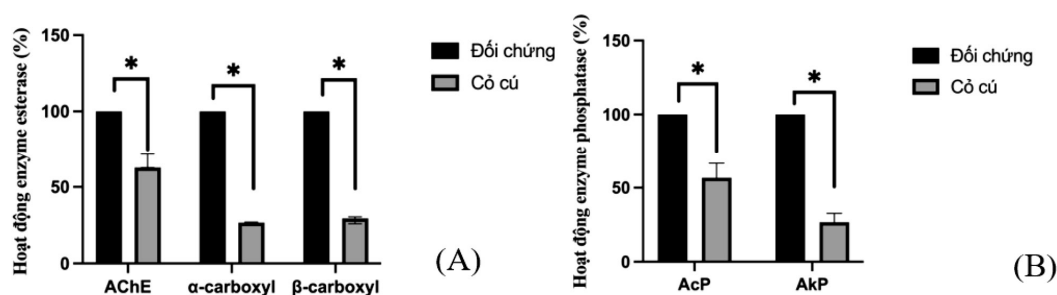 Hoạt động enzyme esterase (%)
150
100
50
0
*
*
*
AChE
α-carboxyl
β-carboxyl
Đối chứng
Cỏ cú
(A)
Hoạt động enzyme phosphatase (%)
150
100
50
0
*
*
AcP
AkP
Đối chứng
Cỏ cú
(B)